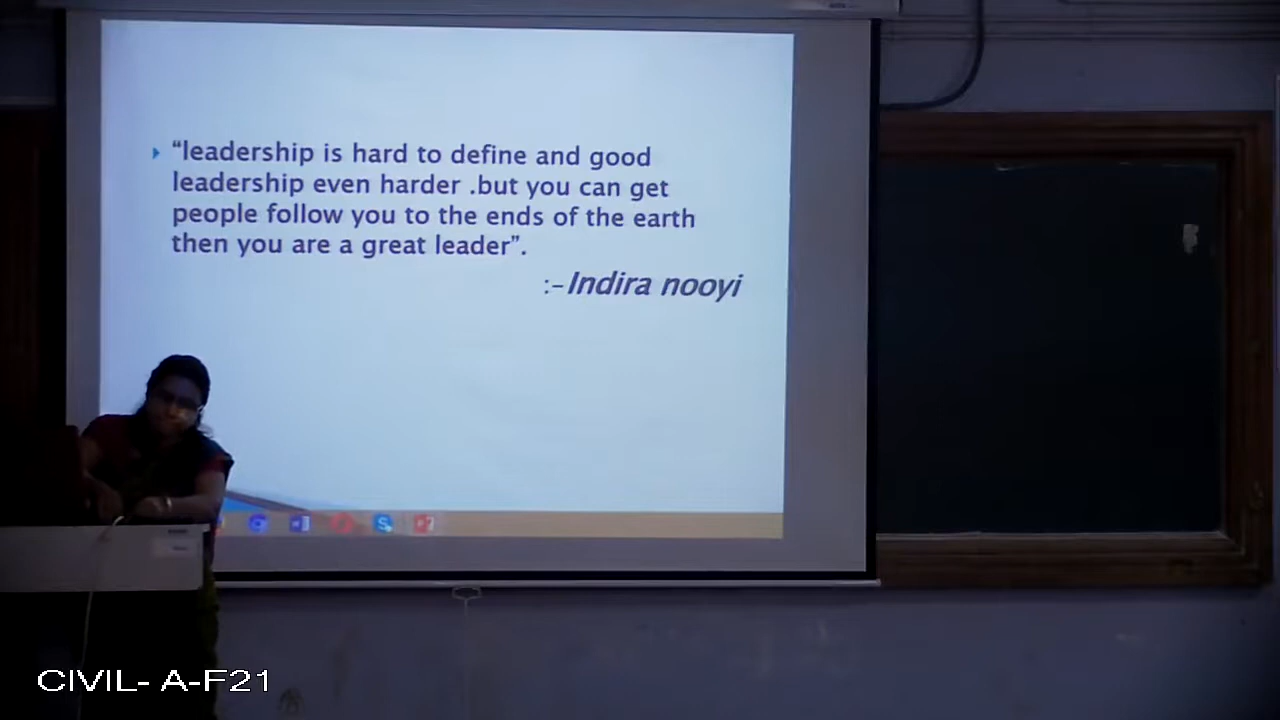 “leadership is hard to define and good
leadership even harder .but you can get
people follow you to the ends of the earth
then you are a great leader”.
:-Indira nooyi
CIVIL- A-F21